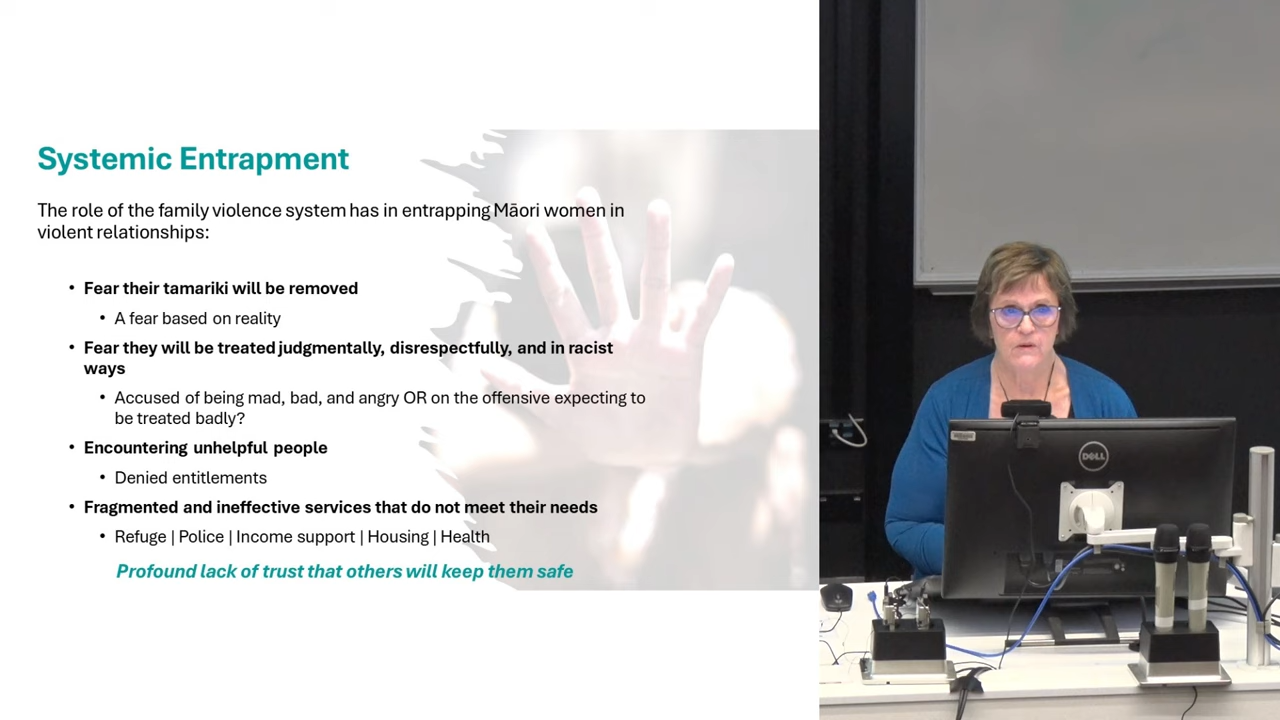 Systemic Entrapment
The role of the family violence system has in entrapping Māori women in
violent relationships:
• Fear their tamariki will be removed
• A fear based on reality
• Fear they will be treated judgmentally, disrespectfully, and in racist
ways
• Accused of being mad, bad, and angry OR on the offensive expecting to
be treated badly?
• Encountering unhelpful people
• Denied entitlements
• Fragmented and ineffective services that do not meet their needs
• Refuge | Police | Income support | Housing | Health
Profound lack of trust that others will keep them safe
DELL